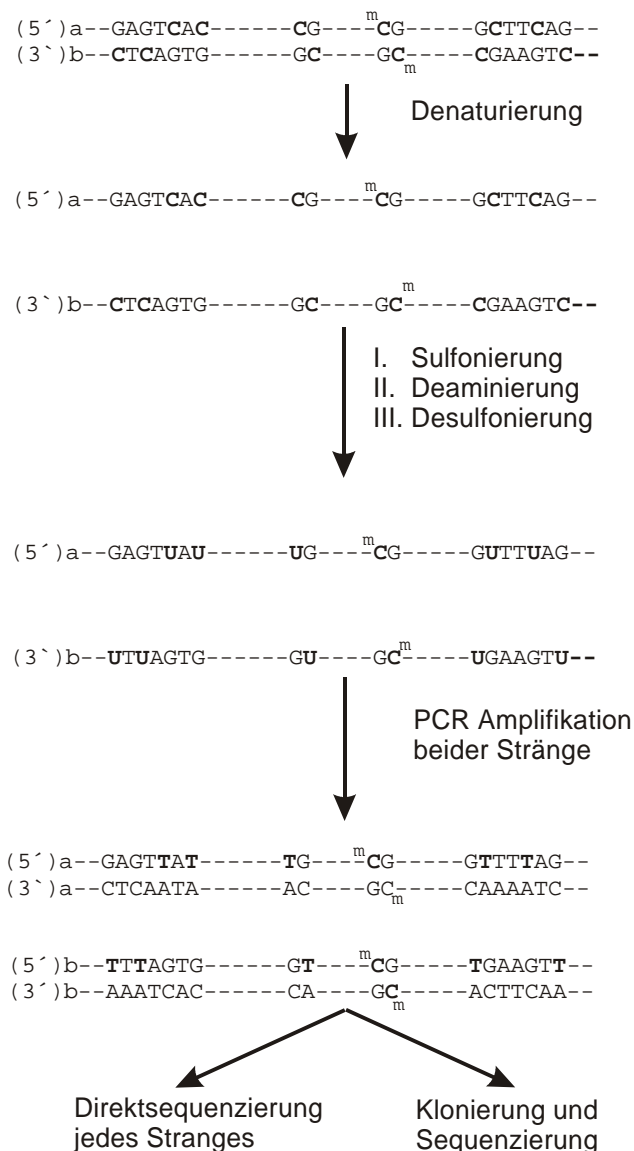 (5´)a--GAGTCAC------CG----ᵐCG-----GCTTCAG--
(3`)b--CTCAGTG GC GCₘ CGAAGTC--
Denaturierung
(5´)a--GAGTCAC------CG----ᵐCG-----GCTTCAG--
(3`)b--CTCAGTG------GC----GCᵐ-----CGAAGTC--
I. Sulfonierung
II. Deaminierung
III. Desulfonierung
(5´)a--GAGTUAU------UG----ᵐCG-----GUTTUAG--
(3`)b--UTUAGTG------GU----GCᵐ-----UGAAGTU--
PCR Amplifikation
beider Stränge
(5´)a--GAGTTAT------TG----ᵐCG-----GTTTTAG--
(3`)a--CTCAATA------AC----GCₘ-----CAAAATC--
(5´)b--TTTAGTG------GT----ᵐCG-----TGAAGTT--
(3´)b--AAATCAC------CA----GCₘ-----ACTTCAA--
Direktsequenzierung
jedes Stranges
Klonierung und
Sequenzierung